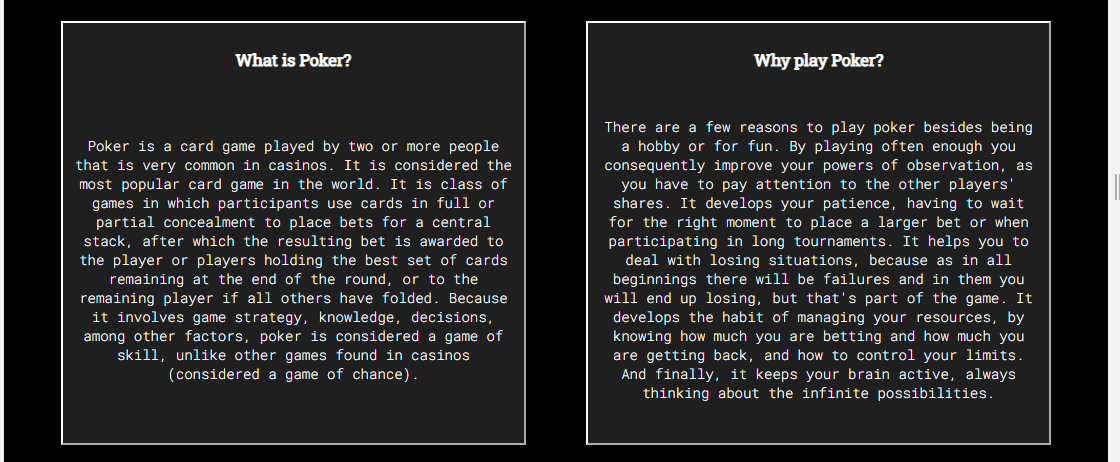 What is Poker?
Poker is a card game played by two or more people
that is very common in casinos. It is considered the
most popular card game in the world. It is class of
games in which participants use cards in full or
partial concealment to place bets for a central
stack, after which the resulting bet is awarded to
the player or players holding the best set of cards
remaining at the end of the round, or to the
remaining player if all others have folded. Because
it involves game strategy, knowledge, decisions,
among other factors, poker is considered a game of
skill, unlike other games found in casinos
(considered a game of chance).
Why play Poker?
There are a few reasons to play poker besides being
a hobby or for fun. By playing often enough you
consequently improve your powers of observation, as
you have to pay attention to the other players'
shares. It develops your patience, having to wait
for the right moment to place a larger bet or when
participating in long tournaments. It helps you to
deal with losing situations, because as in all
beginnings there will be failures and in them you
will end up losing, but that's part of the game. It
develops the habit of managing your resources, by
knowing how much you are betting and how much you
are getting back, and how to control your limits.
And finally, it keeps your brain active, always
thinking about the infinite possibilities.